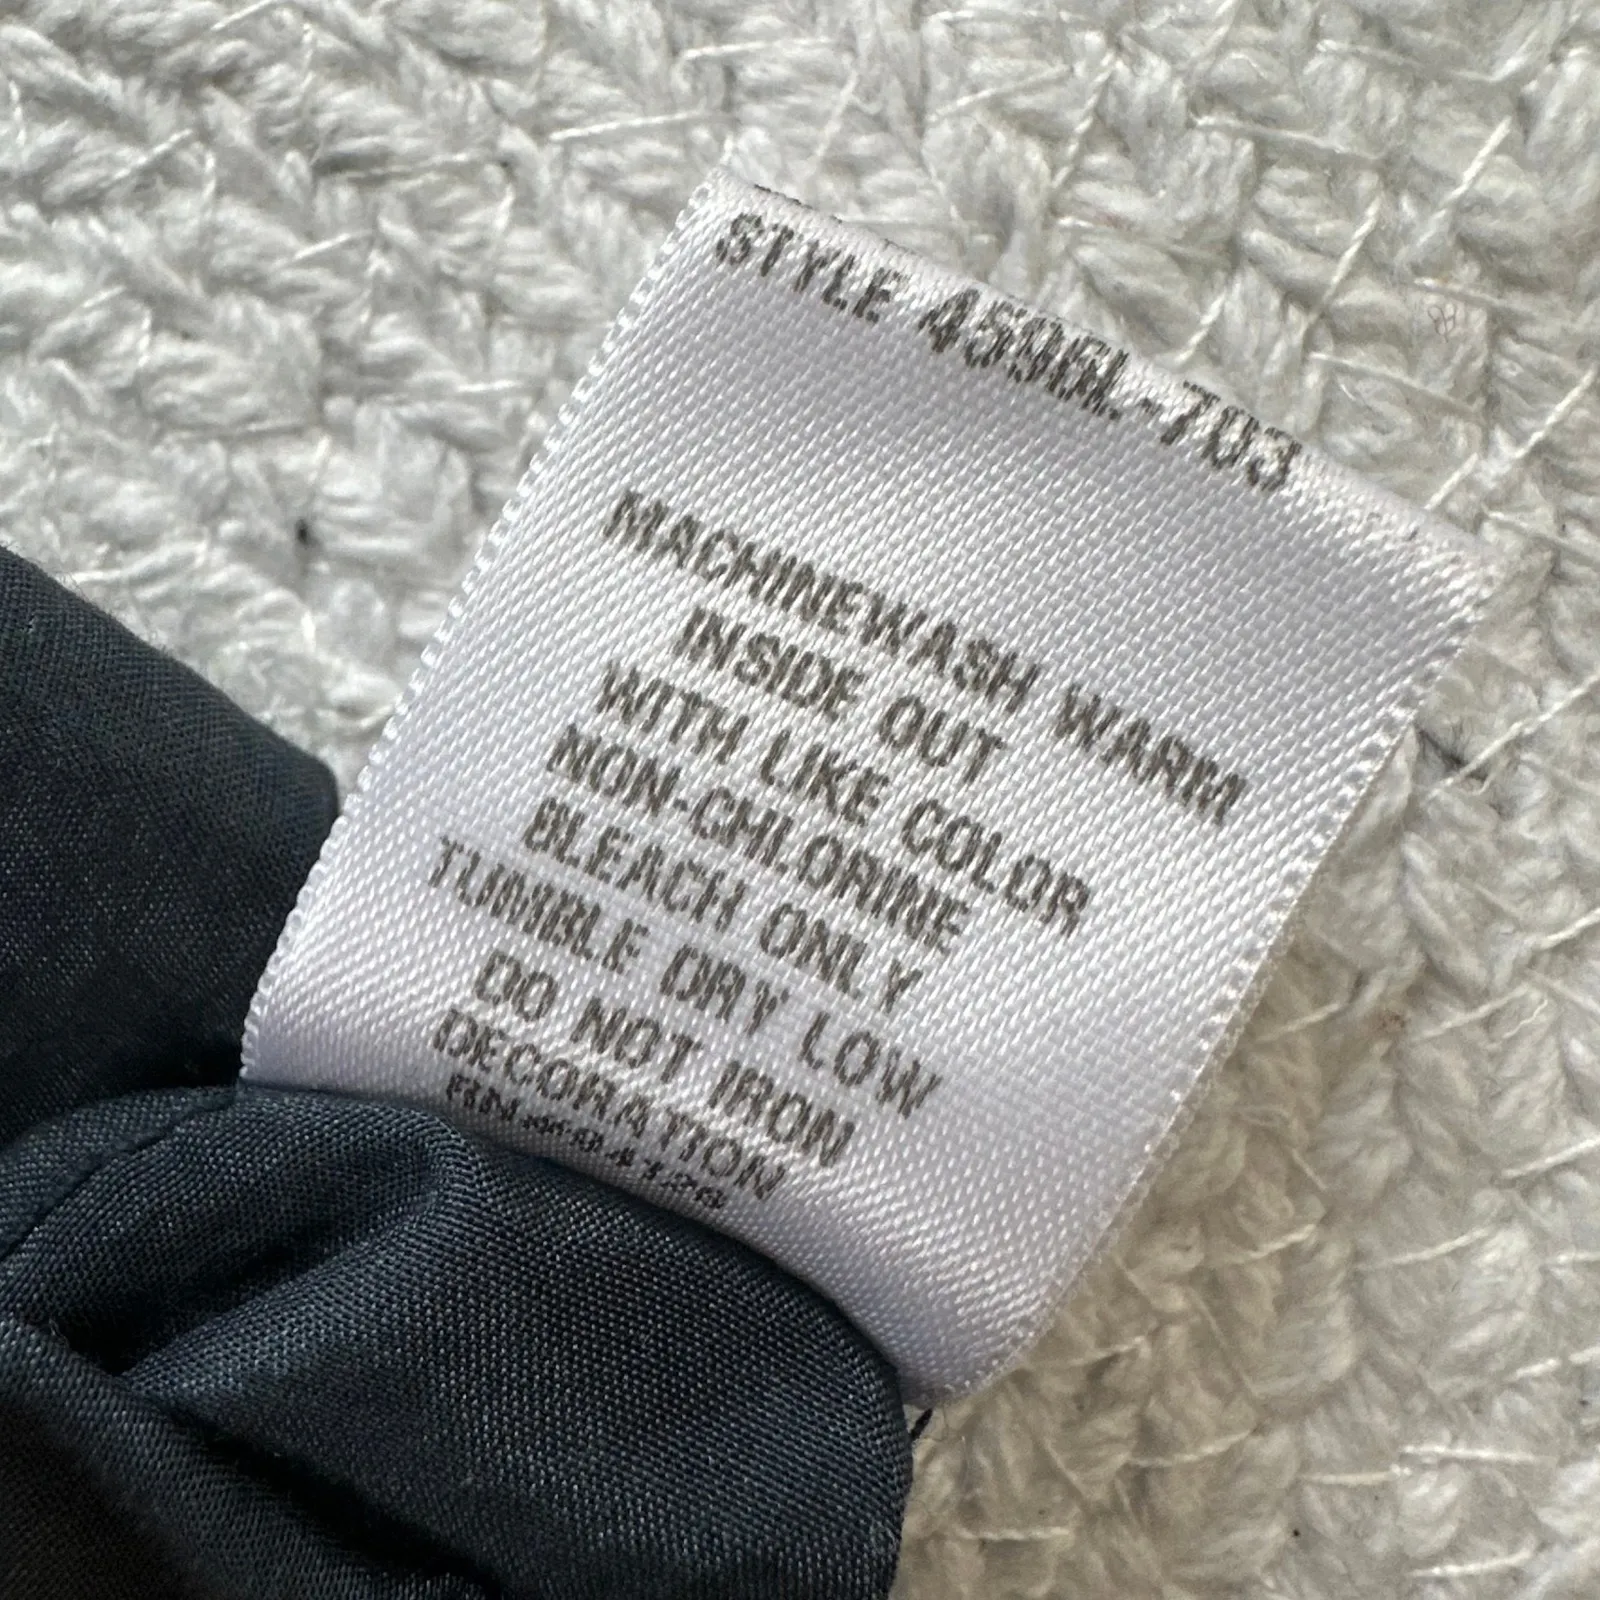 STYLE 4596L-703
MACHINEWASH WARM
INSIDE OUT
WITH LIKE COLOR
NON-CHLORINE
BLEACH ONLY
TUMBLE DRY LOW
DO NOT IRON
DECORATION